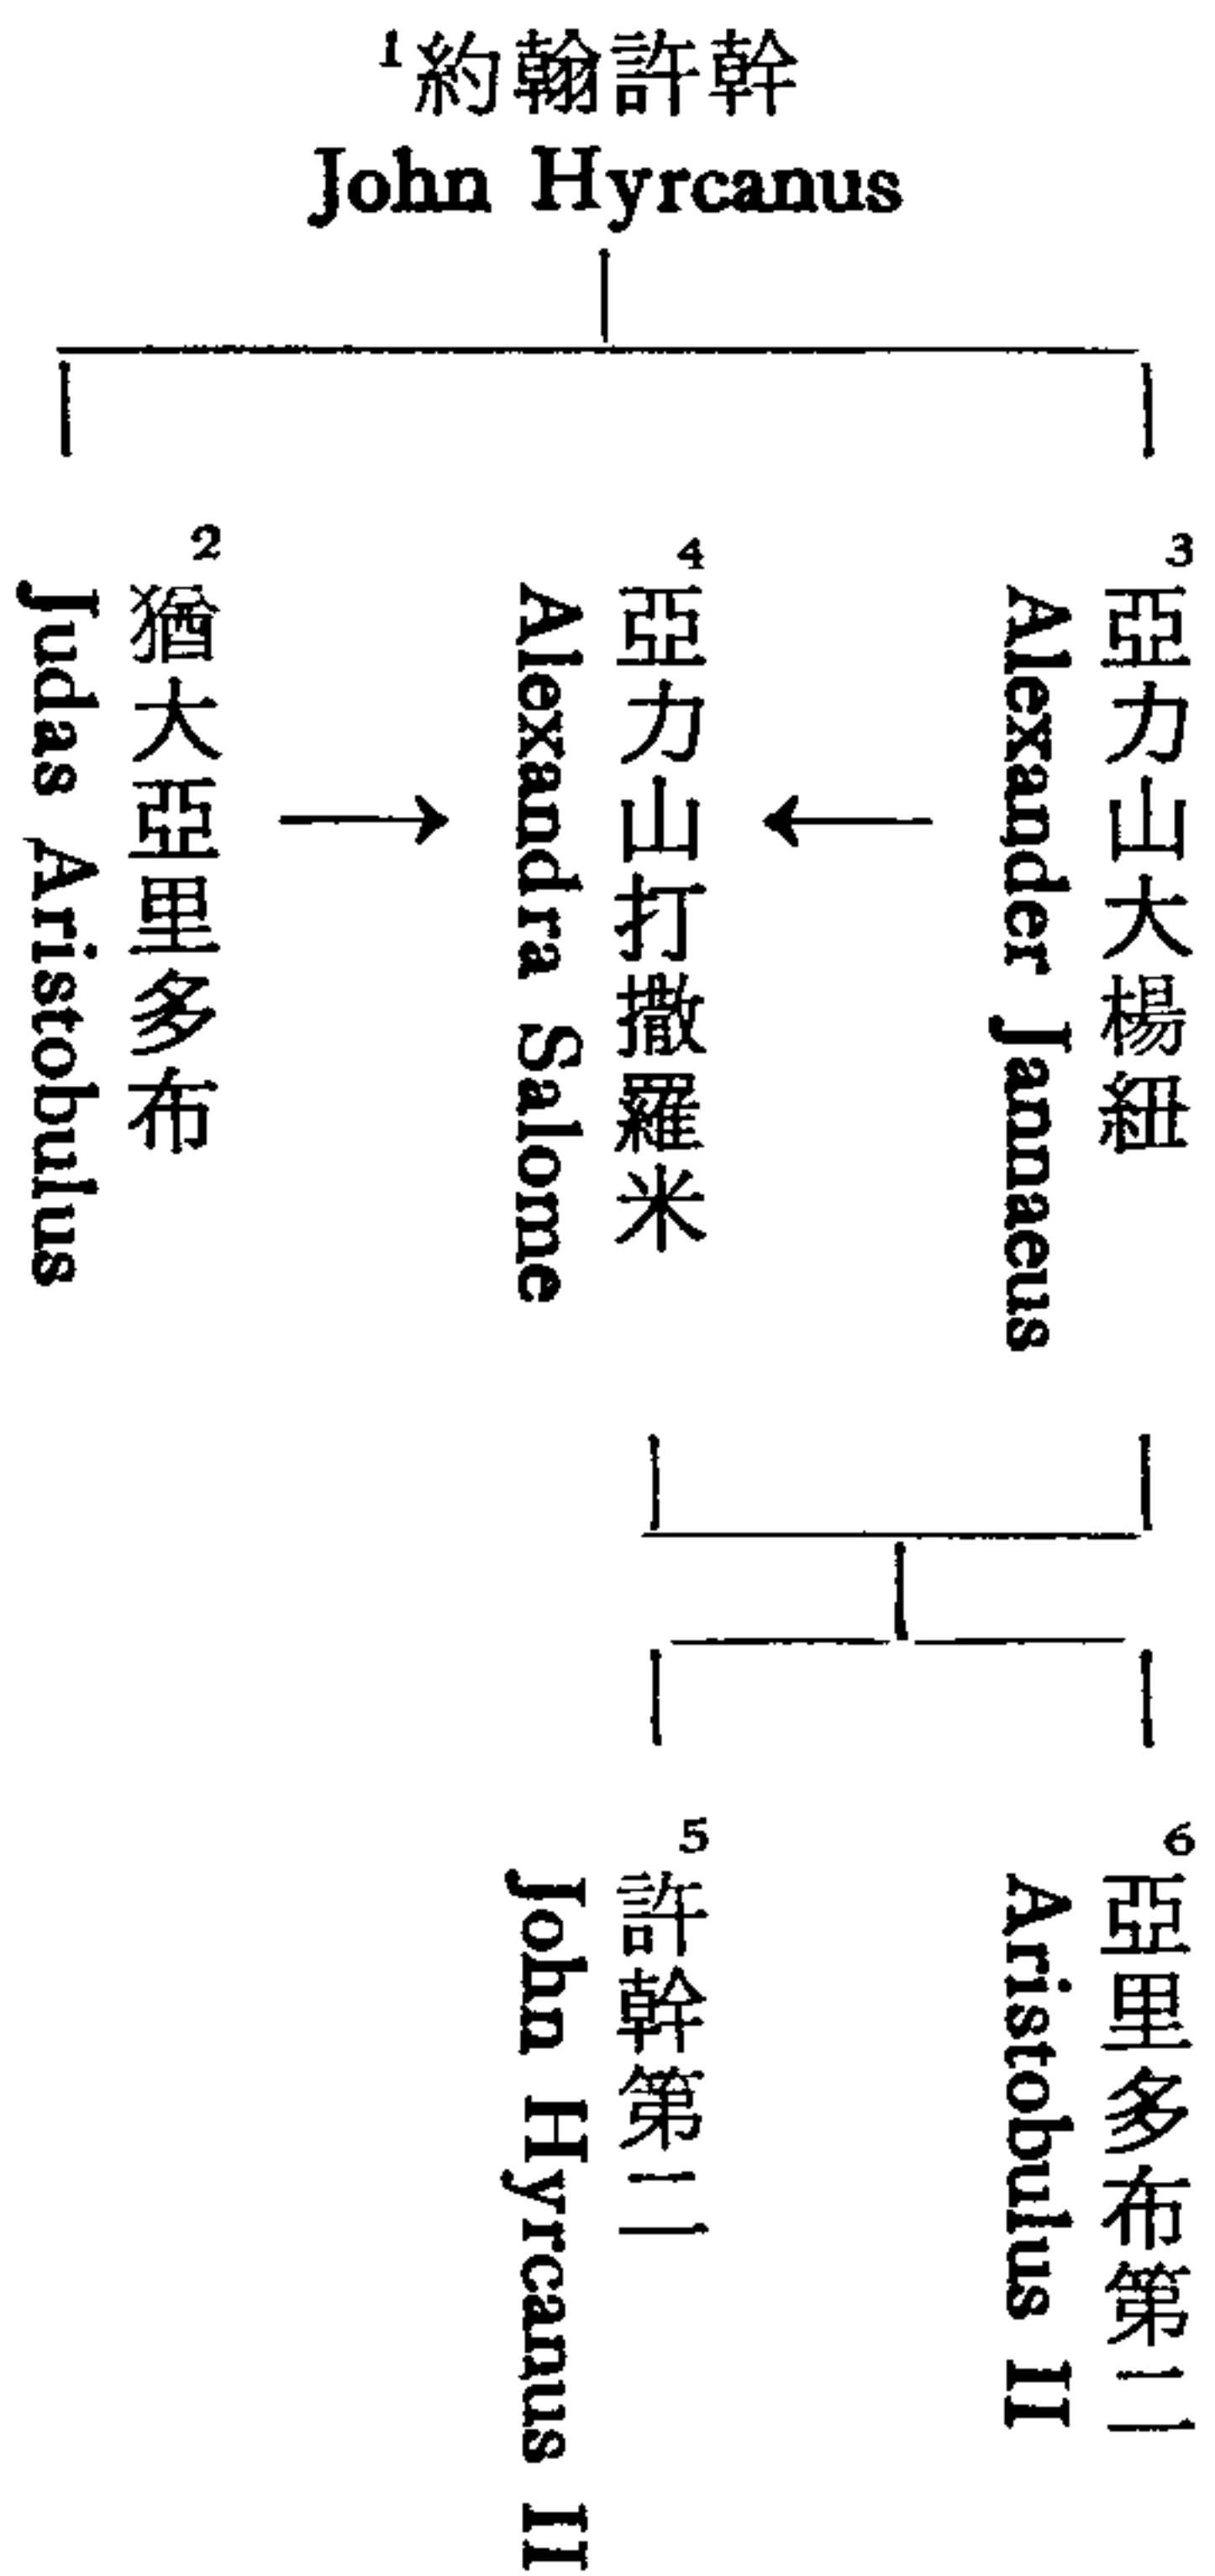 1約翰許幹
John Hyrcanus
2猶大亞里多布
Judas Aristobulus
4亞力山打撒羅米
Alexandra Salome
3亞力山大楊紐
Alexander Jannaeus
5許幹第二
John Hyrcanus II
6亞里多布第二
Aristobulus II